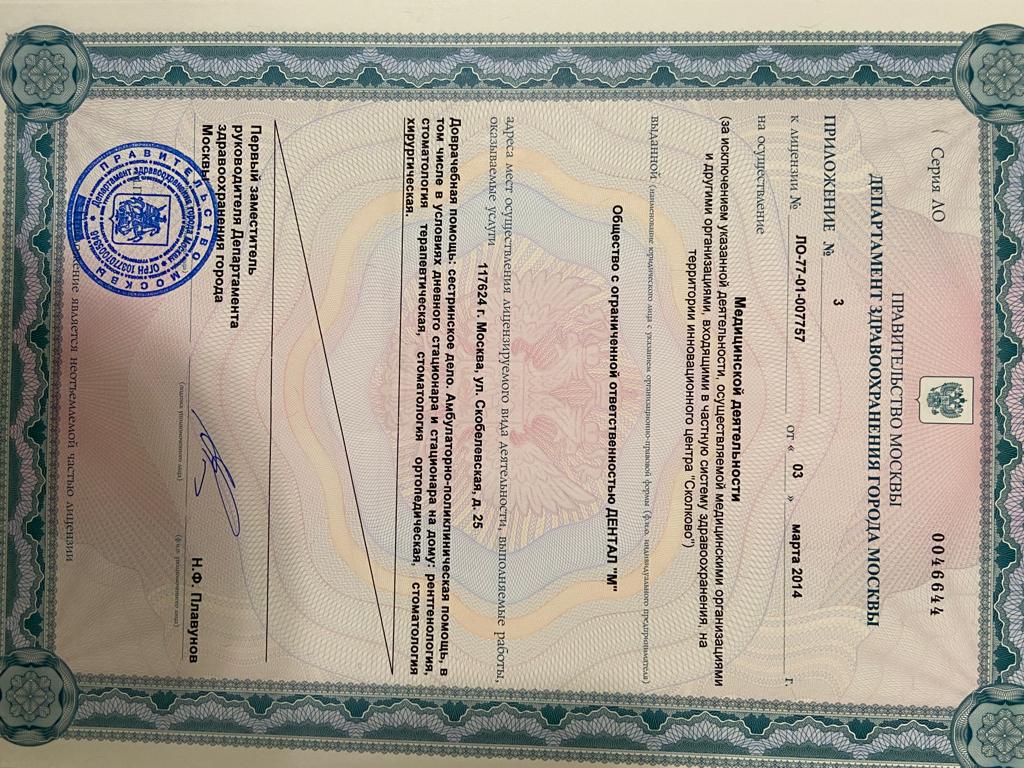 Серия ЛО
0046644
ПРАВИТЕЛЬСТВО МОСКВЫ
ДЕПАРТАМЕНТ ЗДРАВООХРАНЕНИЯ ГОРОДА МОСКВЫ
ПРИЛОЖЕНИЕ № 3
к лицензии № ЛО-77-01-007757 от « 03 » марта 2014 г.
на осуществление
Медицинской деятельности
(за исключением указанной деятельности, осуществляемой медицинскими организациями
и другими организациями, входящими в частную систему здравоохранения, на
территории инновационного центра "Сколково")
выданной (наименование юридического лица с указанием организационно-правовой формы (ф.и.о. индивидуального предпринимателя)
Общество с ограниченной ответственностью ДЕНТАЛ "М"
адреса мест осуществления лицензируемого вида деятельности, выполняемые работы,
оказываемые услуги
117624 г. Москва, ул. Скобелевская, д. 25
Доврачебная помощь: сестринское дело. Амбулаторно-поликлиническая помощь, в
том числе в условиях дневного стационара и стационара на дому: рентгенология,
стоматология терапевтическая, стоматология ортопедическая, стоматология
хирургическая.
Первый заместитель
руководителя Департамента
здравоохранения города
Москвы
Н.Ф. Плавунов
(подпись уполномоченного лица)
(ф.и.о. уполномоченного лица)
ПРАВИТЕЛЬСТВО МОСКВЫ
Департамент здравоохранения города Москвы
является неотъемлемой частью лицензии